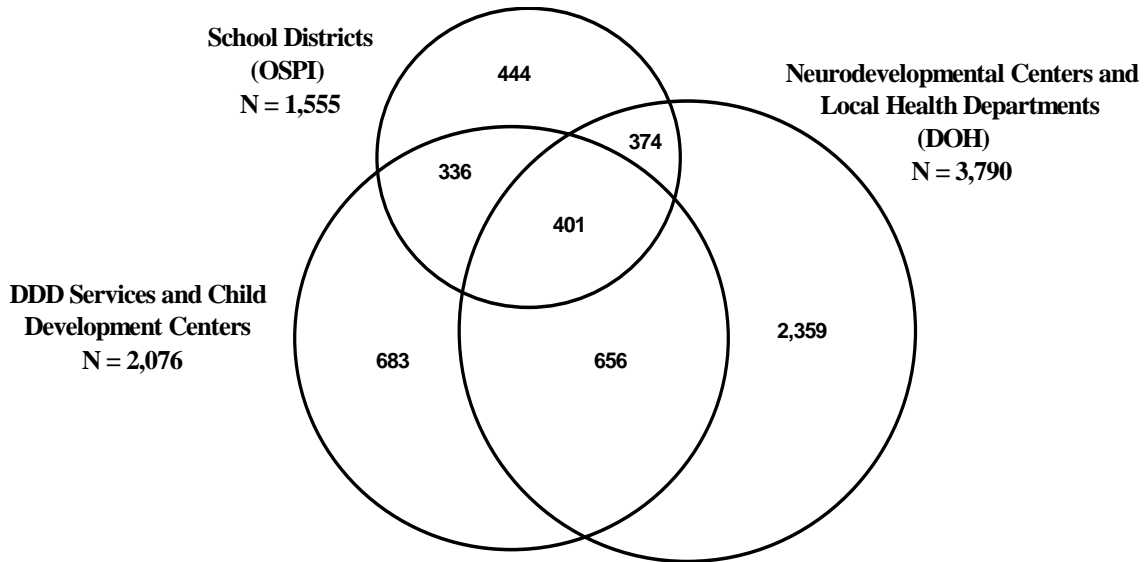 School Districts
(OSPI)
N = 1,555
444
Neurodevelopmental Centers and
Local Health Departments
(DOH)
N = 3,790
374
336
401
DDD Services and Child
Development Centers
N = 2,076
683
656
2,359